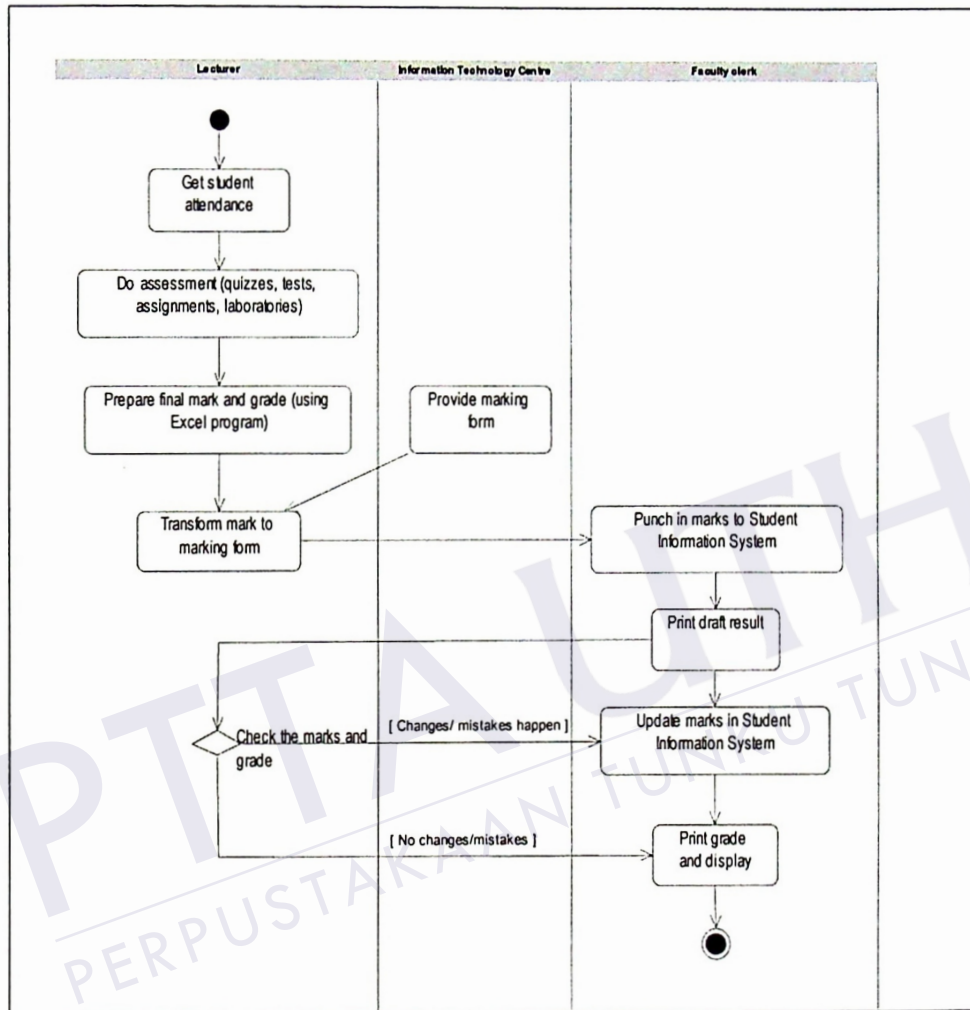 Lecturer
Information Technology Centre
Faculty clerk
Get student
attendance
Do assessment (quizzes, tests,
assignments, laboratories)
Prepare final mark and grade (using
Excel program)
Provide marking
form
Transform mark to
marking form
Punch in marks to Student
Information System
Print draft result
[ Changes/ mistakes happen ]
Update marks in Student
Information System
Check the marks and
grade
[ No changes/mistakes ]
Print grade
and display
PTTA UTH
PERPUSTAKAAN TUNKU TUN